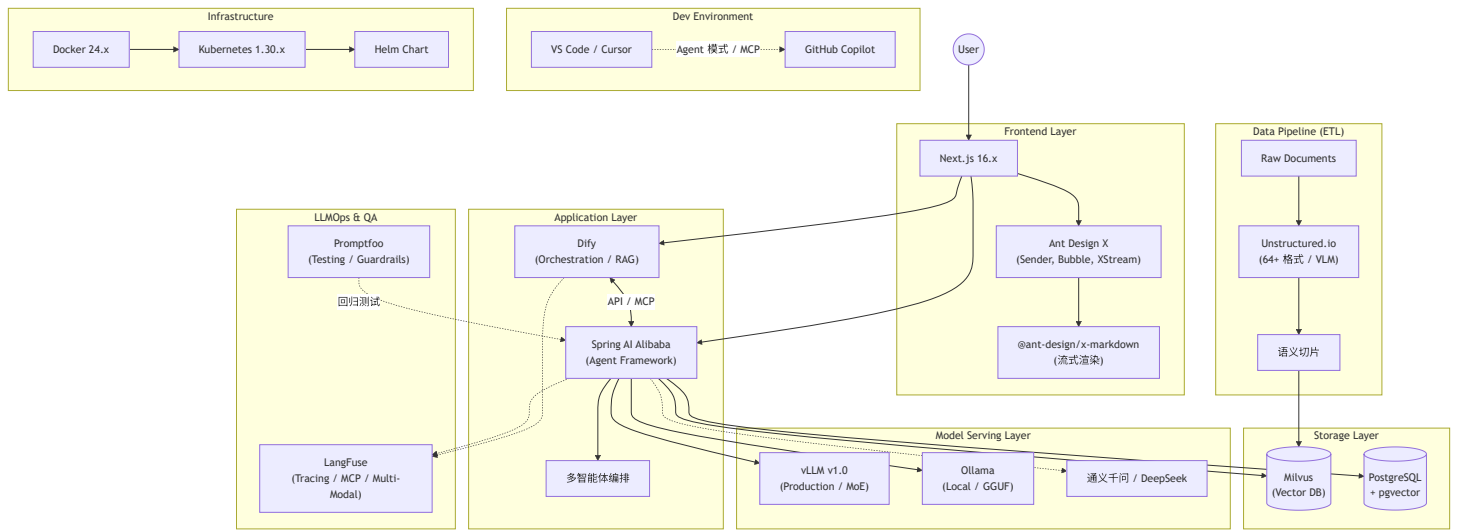 Infrastructure
Docker 24.x
Kubernetes 1.30.x
Helm Chart
Dev Environment
VS Code / Cursor
Agent 模式 / MCP
GitHub Copilot
User
Frontend Layer
Next.js 16.x
Ant Design X
(Sender, Bubble, XStream)
@ant-design/x-markdown
(流式渲染)
Data Pipeline (ETL)
Raw Documents
Unstructured.io
(64+ 格式 / VLM)
语义切片
LLMOps & QA
Promptfoo
(Testing / Guardrails)
回归测试
LangFuse
(Tracing / MCP / Multi-
Modal)
Application Layer
Dify
(Orchestration / RAG)
API / MCP
Spring AI Alibaba
(Agent Framework)
多智能体编排
Model Serving Layer
vLLM v1.0
(Production / MoE)
Ollama
(Local / GGUF)
通义千问 / DeepSeek
Storage Layer
Milvus
(Vector DB)
PostgreSQL
+ pgvector